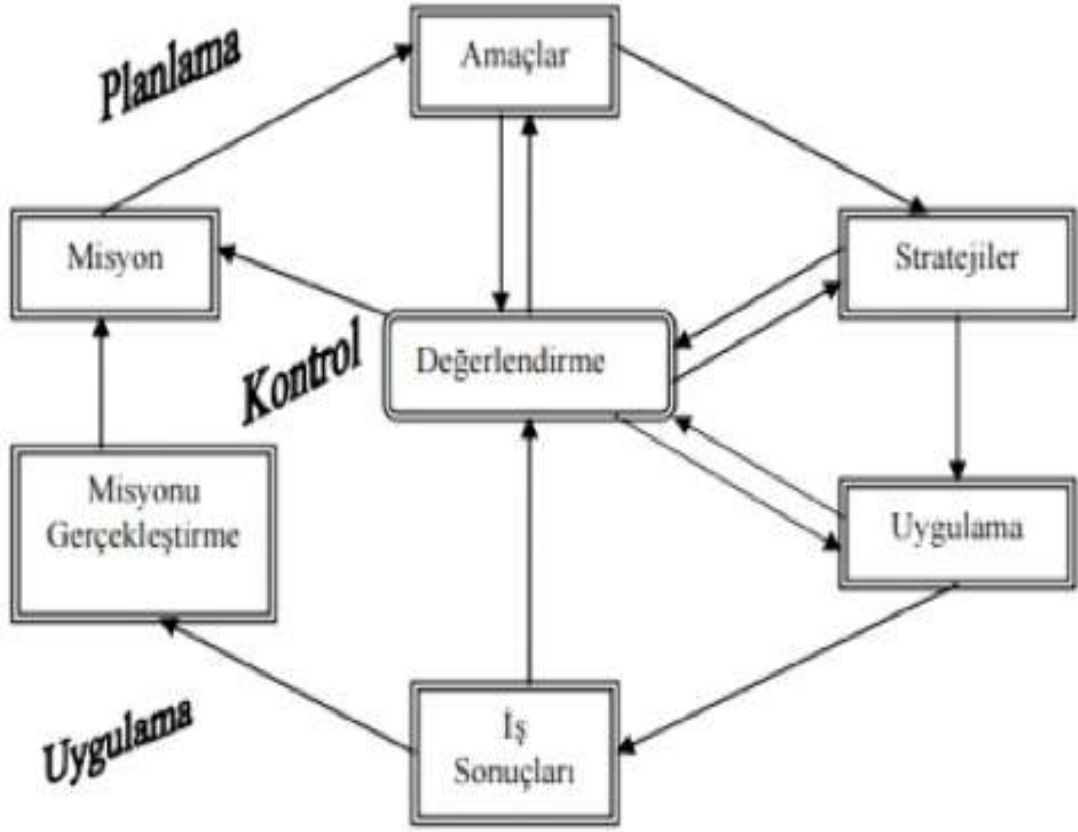 Planlama
Amaçlar
Misyon
Stratejiler
Kontrol
Değerlendirme
Misyonu
Gerçekleştirme
Uygulama
Uygulama
İş
Sonuçları